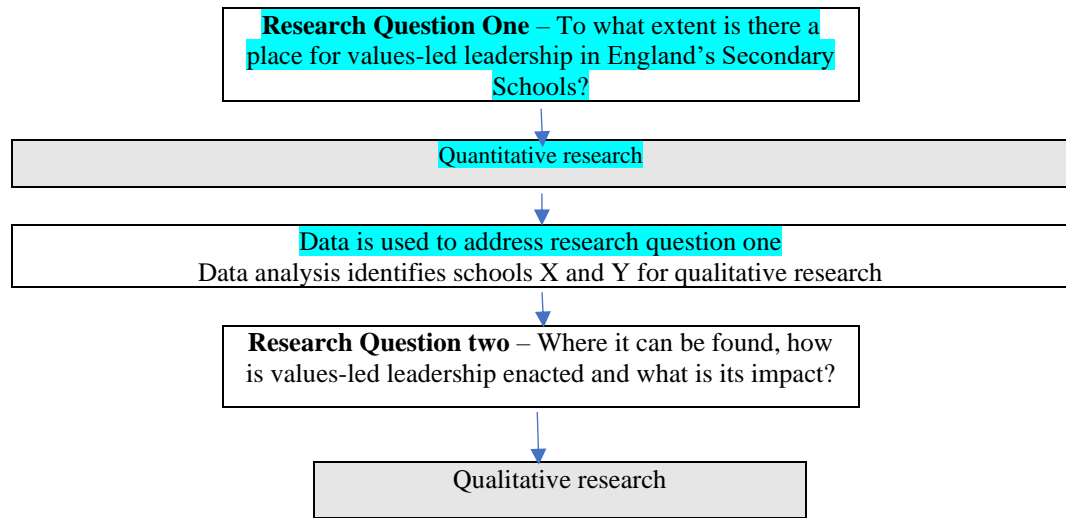 Research Question One – To what extent is there a
place for values-led leadership in England’s Secondary
Schools?
Quantitative research
Data is used to address research question one
Data analysis identifies schools X and Y for qualitative research
Research Question two – Where it can be found, how
is values-led leadership enacted and what is its impact?
Qualitative research